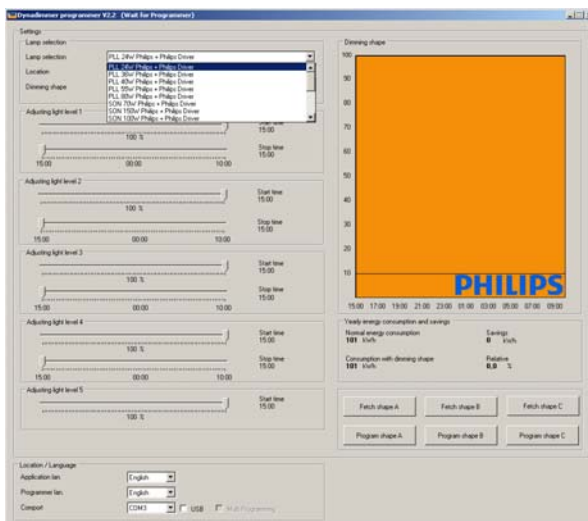 Dynadimmer programmer V2.2 (Wait for Programmer)
Settings
Lamp selection
Lamp selection
PLL 24W Philips + Philips Driver
Location
Dimming shape
PLL 24W Philips + Philips Driver
PLL 36W Philips + Philips Driver
PLL 40W Philips + Philips Driver
PLL 55W Philips + Philips Driver
PLL 80W Philips + Philips Driver
SON 70W Philips + Philips Driver
SON 150W Philips + Philips Driver
SON 100W Philips + Philips Driver
Adjusting light level 1
100 %
Start time
15:00
Stop time
15:00
15:00 00:00 10:00
Adjusting light level 2
100 %
Start time
15:00
Stop time
15:00
15:00 00:00 10:00
Adjusting light level 3
100 %
Start time
15:00
Stop time
15:00
15:00 00:00 10:00
Adjusting light level 4
100 %
Start time
15:00
Stop time
15:00
15:00 00:00 10:00
Adjusting light level 5
100 %
Start time
15:00
Location / Language
Application lan. English
Programmer lan. English
Comport COM3 USB Multi Programming
Dimming shape
100
90
80
70
60
50
40
30
20
10
PHILIPS
15:00 17:00 19:00 21:00 23:00 01:00 03:00 05:00 07:00 09:00
Yearly energy consumption and savings
Normal energy consumption
101 kWh
Savings
0 kWh
Consumption with dimming shape
101 kWh
Relative
0,0 %
Fetch shape A Fetch shape B Fetch shape C
Program shape A Program shape B Program shape C